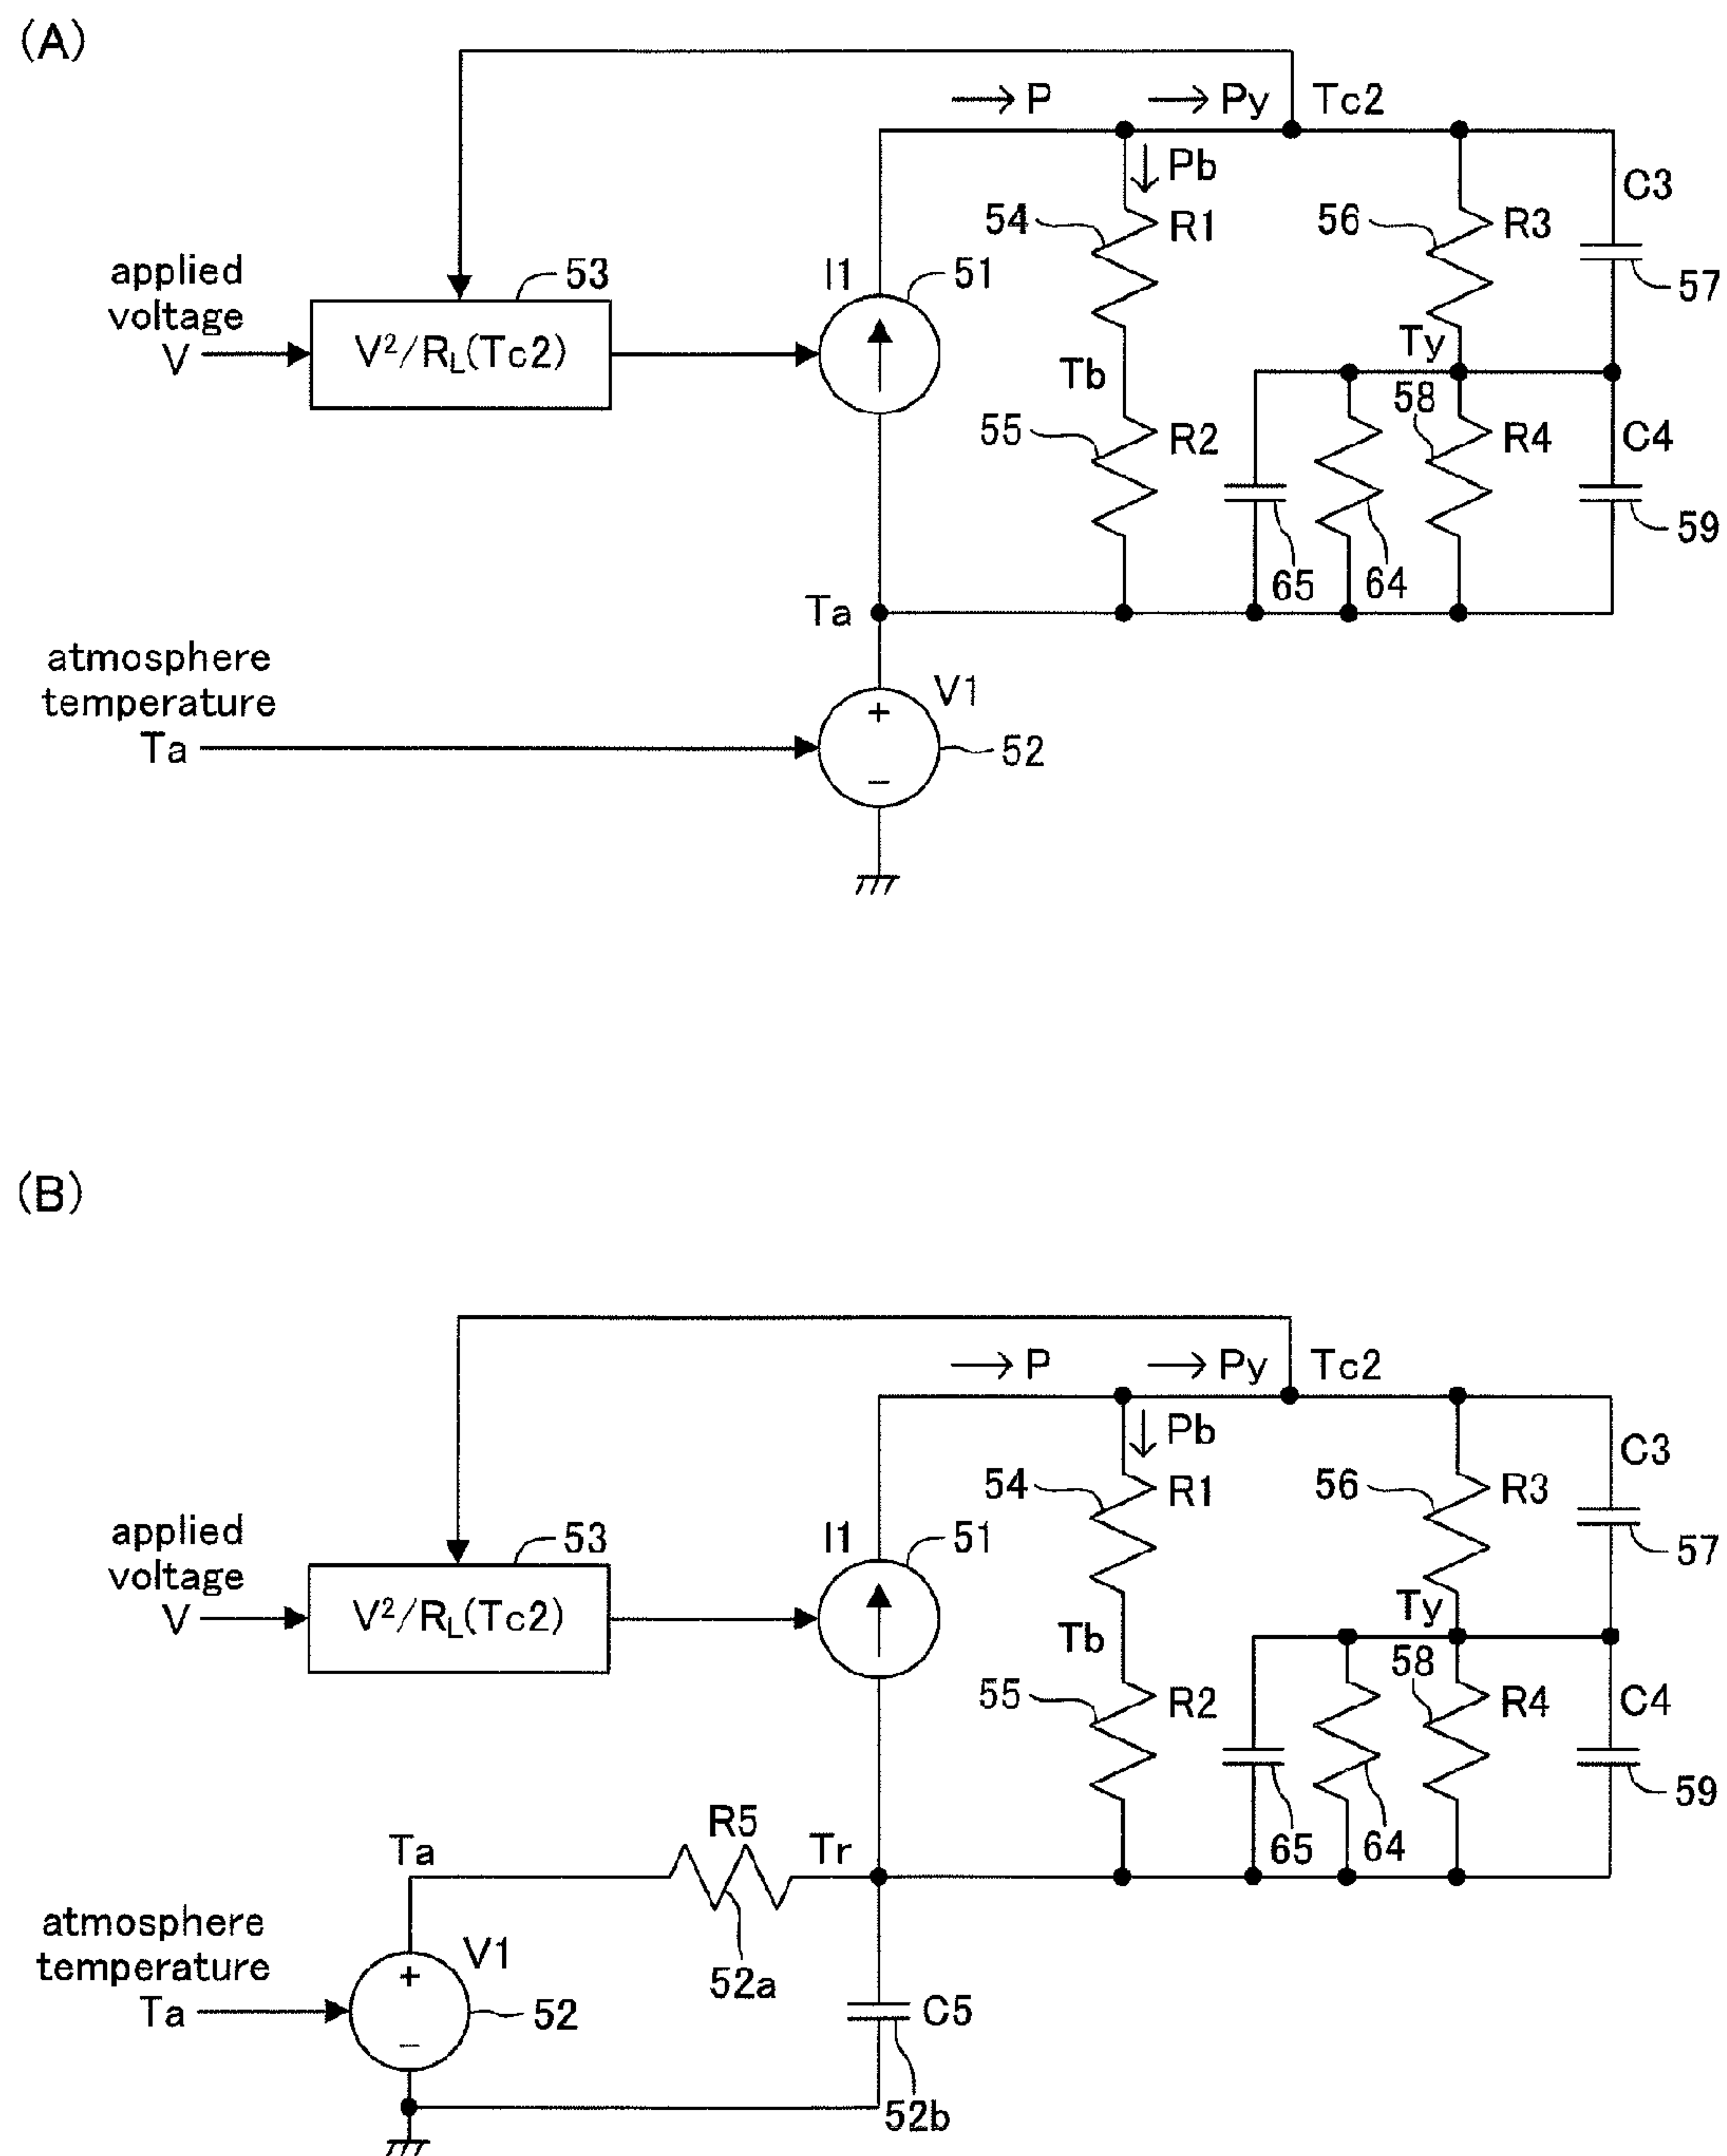 (A)
→P →Py Tc2
↓Pb
C3
54 R1 56 R3
applied
voltage
V
53
I1
51
57
V²/RL(Tc2)
Tb
Ty
58
55 R2 R4 C4
59
65 64
Ta
atmosphere
temperature
Ta
V1
+
−
52
(B)
→P →Py Tc2
↓Pb
C3
54 R1 56 R3
applied
voltage
V
53
I1
51
57
V²/RL(Tc2)
Tb
Ty
58
55 R2 R4 C4
59
R5
65 64
Ta
Tr
atmosphere
temperature
Ta
V1
+
−
52
52a
C5
52b